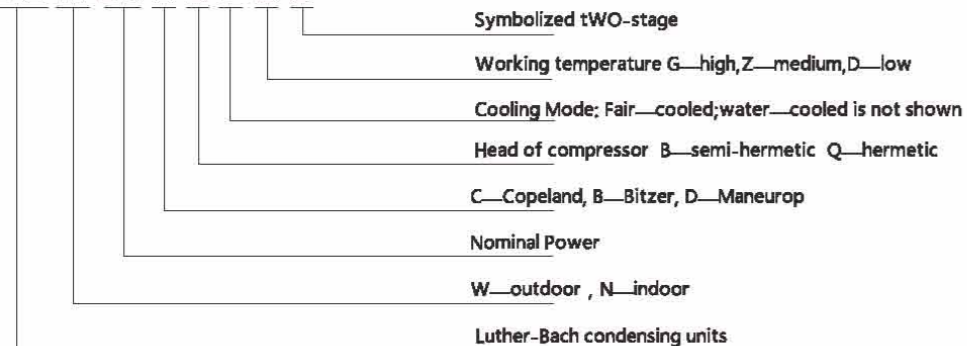 Symbolized tWO-stage
Working temperature G—high,Z—medium,D—low
Cooling Mode: Fair—cooled;water—cooled is not shown
Head of compressor B—semi-hermetic Q—hermetic
C—Copeland, B—Bitzer, D—Maneurop
Nominal Power
W—outdoor , N—indoor
Luther-Bach condensing units